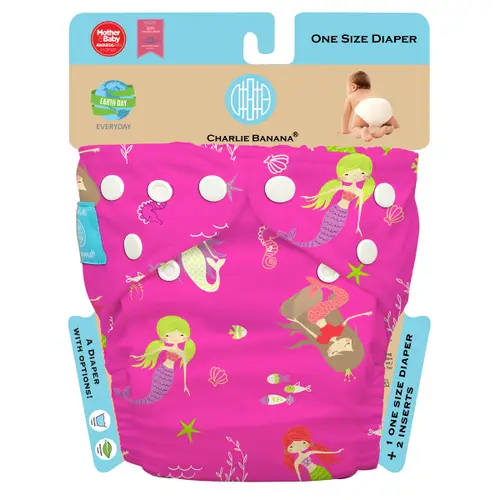 Mother&Baby
AWARDS
ONE SIZE DIAPER
EARTH DAY
EVERYDAY
CHARLIE BANANA®
A DIAPER
WITH OPTIONS!
1 ONE SIZE DIAPER
+ 2 INSERTS